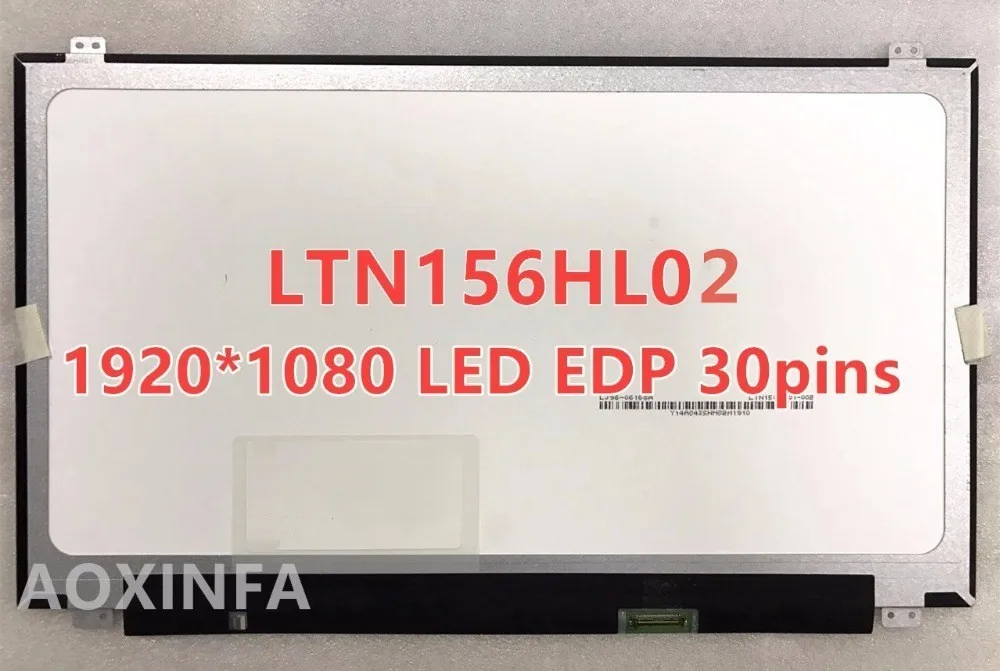 LTN156HL02
1920*1080 LED EDP 30pins
AOXINFA